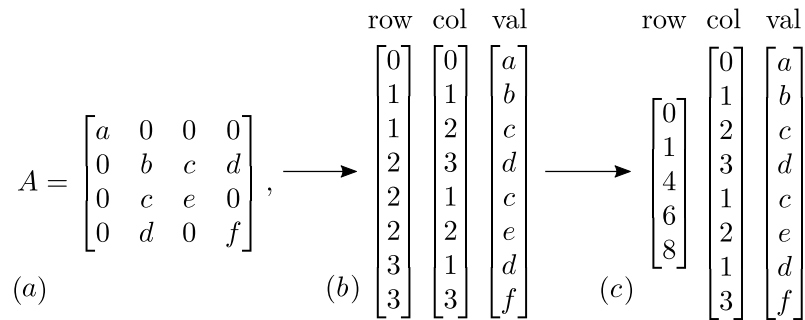 row col val row col val
0 0 a 0 a
1 1 b 1 b
1 2 c 0 2 c
a 0 0 0 2 3 d 1 3 d
A = 0 b c d , 2 1 c 4 1 c
0 c e 0 2 2 e 6 2 e
0 d 0 f 3 1 d 8 1 d
3 3 f 3 f
(a) (b) (c)